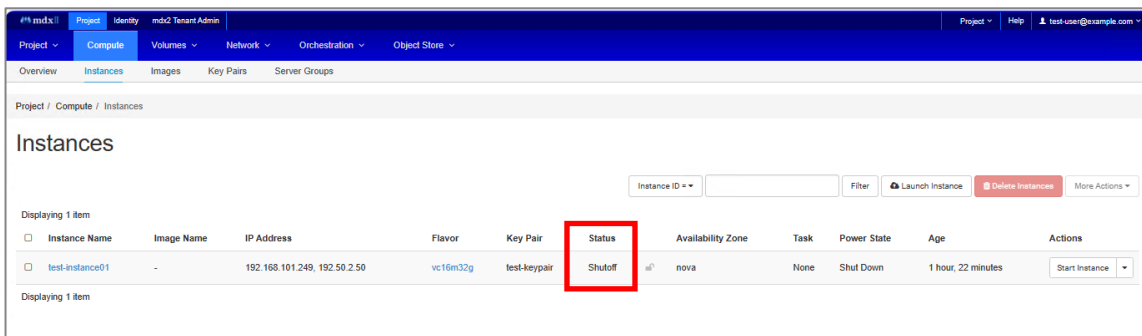 mdx II Project Identity mdx2 Tenant Admin Project Help test-user@example.com
Project Compute Volumes Network Orchestration Object Store
Overview Instances Images Key Pairs Server Groups
Project / Compute / Instances
Instances
Instance ID = Filter Launch Instance Delete Instances More Actions
Displaying 1 item
Instance Name Image Name IP Address Flavor Key Pair Status Availability Zone Task Power State Age Actions
test-instance01 - 192.168.101.249, 192.50.2.50 vc16m32g test-keypair Shutoff nova None Shut Down 1 hour, 22 minutes Start Instance
Displaying 1 item